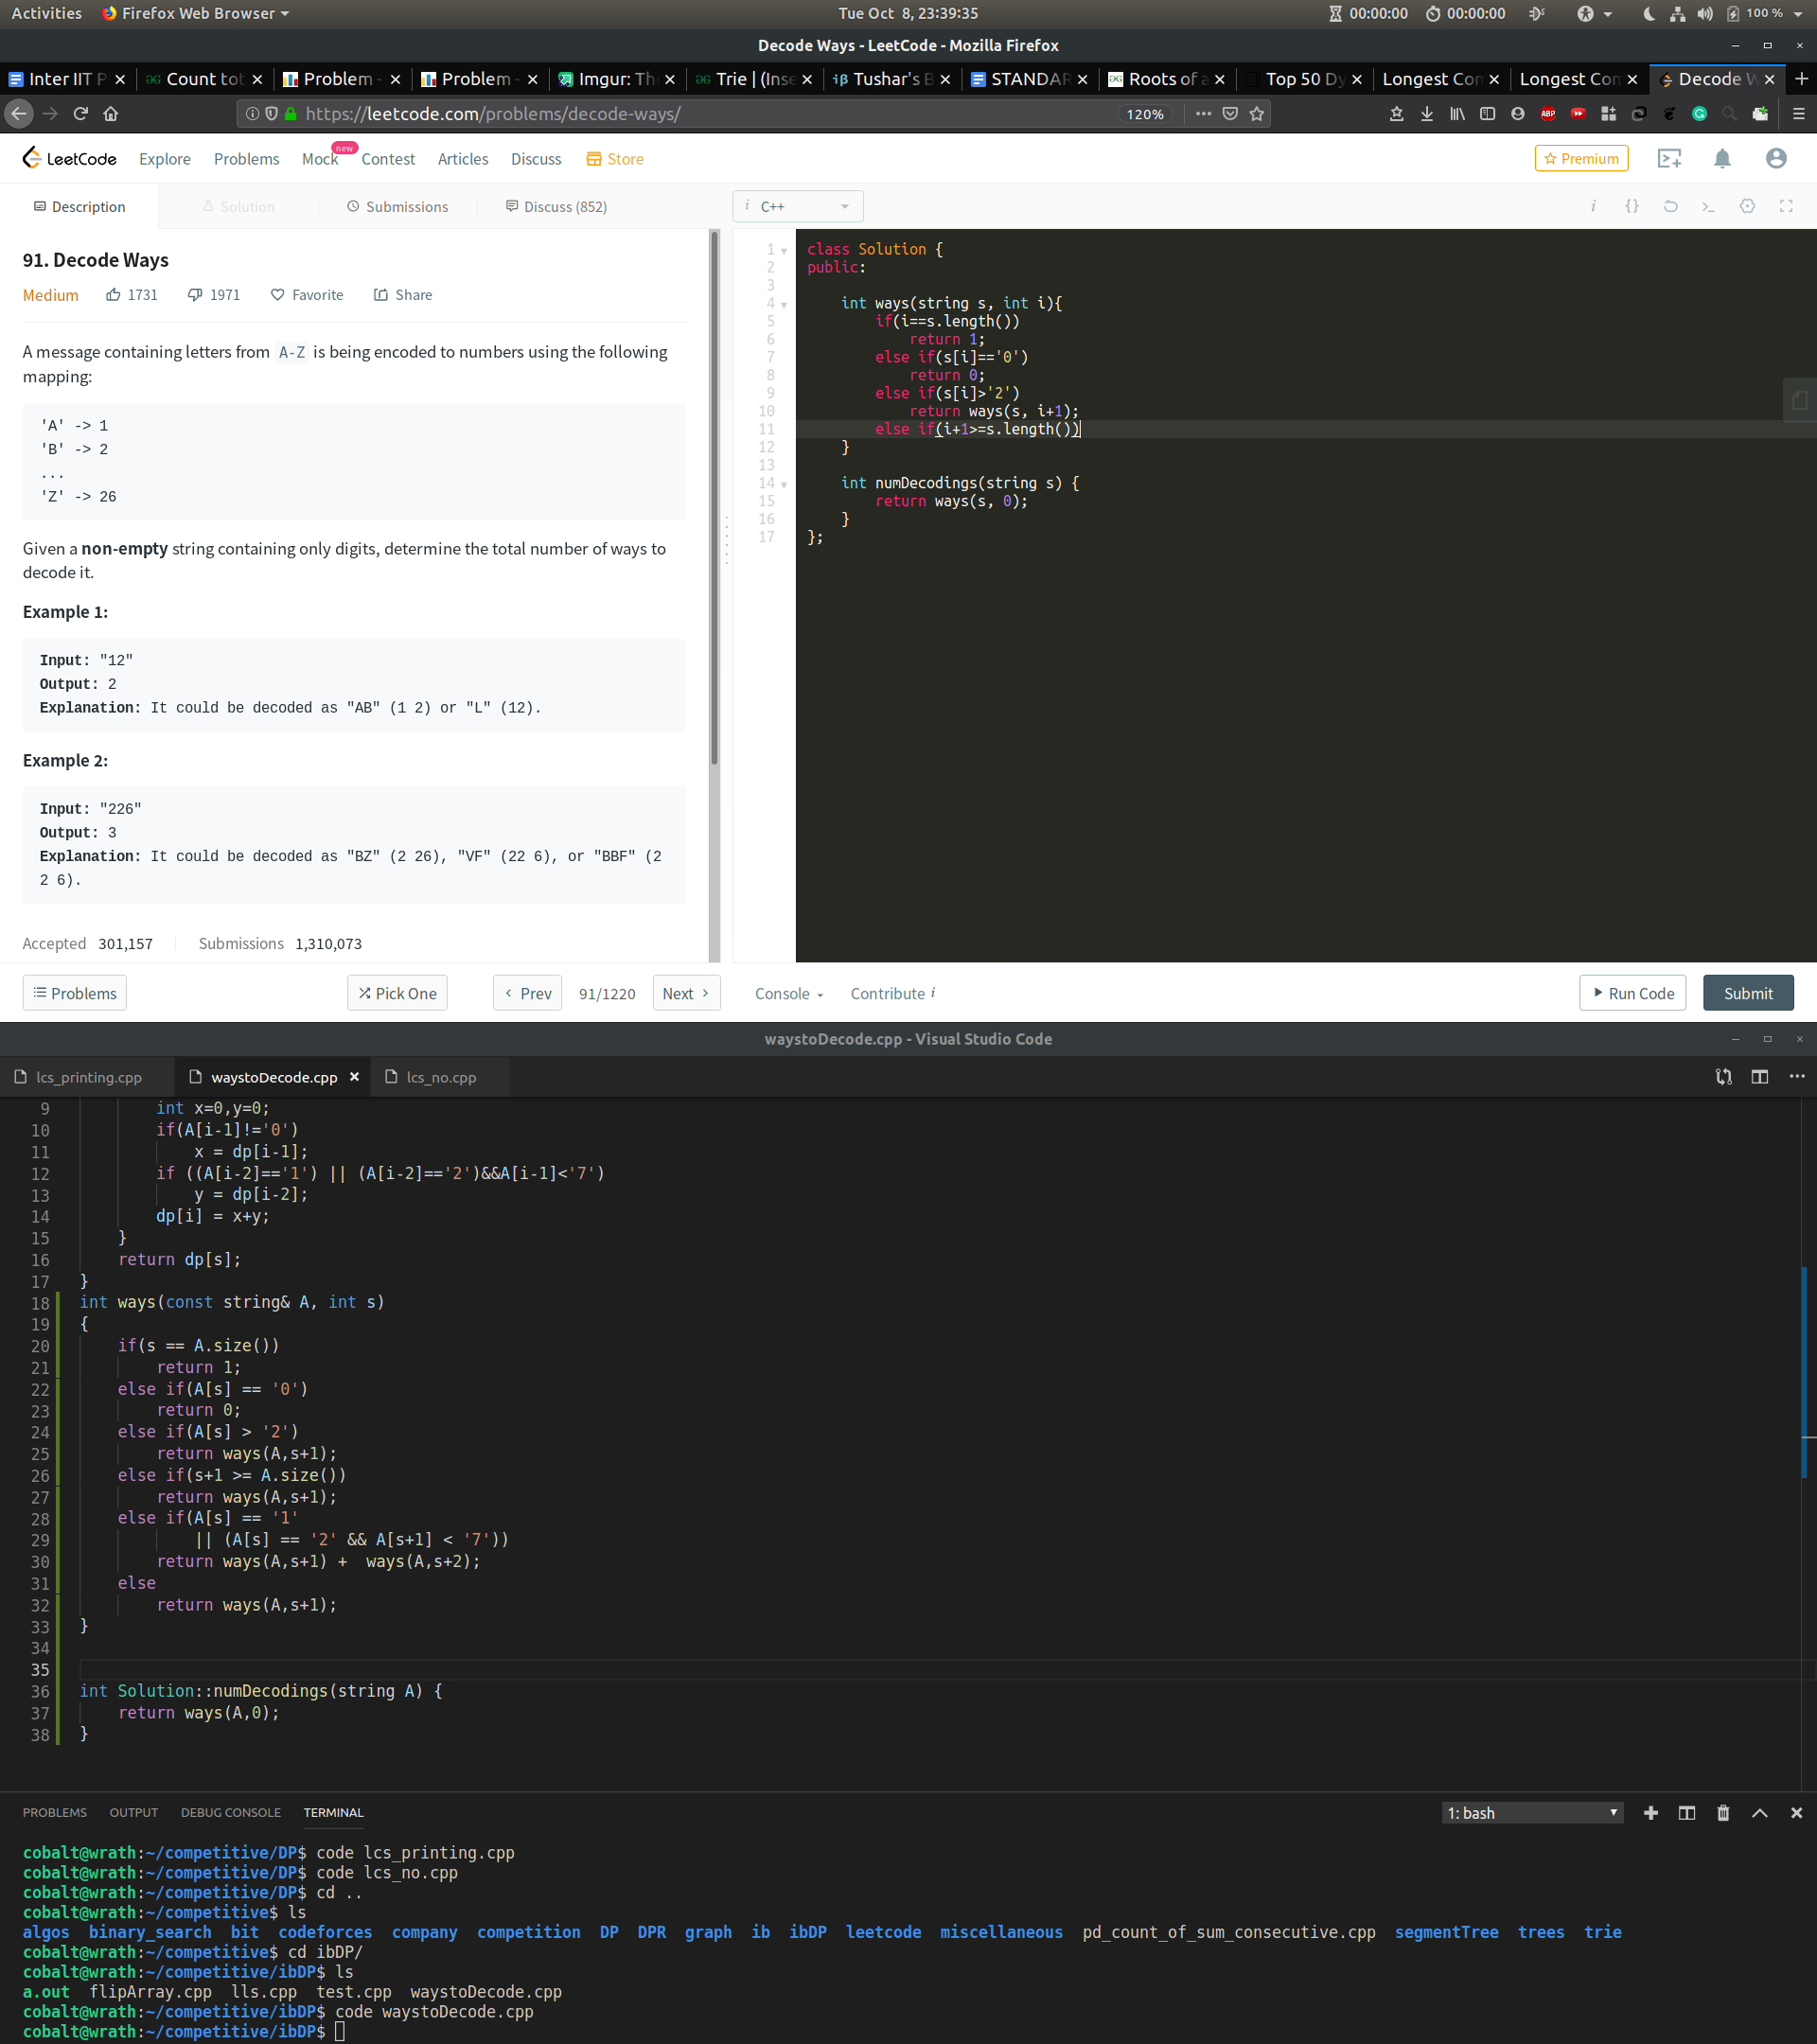 Activities Firefox Web Browser Tue Oct 8, 23:39:35 00:00:00 00:00:00 100 %
Decode Ways - LeetCode - Mozilla Firefox
Inter IIT P Count tot Problem - Problem - Imgur: Th Trie | (Inse Tushar's B STANDAR Roots of a Top 50 Dy Longest Con Longest Con Decode W
https://leetcode.com/problems/decode-ways/ 120%
LeetCode Explore Problems Mock new Contest Articles Discuss Store Premium
Description Solution Submissions Discuss (852) i C++
91. Decode Ways
Medium 1731 1971 Favorite Share
A message containing letters from A-Z is being encoded to numbers using the following
mapping:
'A' -> 1
'B' -> 2
...
'Z' -> 26
Given a non-empty string containing only digits, determine the total number of ways to
decode it.
Example 1:
Input: "12"
Output: 2
Explanation: It could be decoded as "AB" (1 2) or "L" (12).
Example 2:
Input: "226"
Output: 3
Explanation: It could be decoded as "BZ" (2 26), "VF" (22 6), or "BBF" (2
2 6).
Accepted 301,157 Submissions 1,310,073
1 class Solution {
2 public:
3
4     int ways(string s, int i){
5         if(i==s.length())
6             return 1;
7         else if(s[i]=='0')
8             return 0;
9         else if(s[i]>'2')
10             return ways(s, i+1);
11         else if(i+1>=s.length())
12     }
13
14     int numDecodings(string s) {
15         return ways(s, 0);
16     }
17 };
Problems Pick One Prev 91/1220 Next Console Contribute i Run Code Submit
waystoDecode.cpp - Visual Studio Code
lcs_printing.cpp waystoDecode.cpp lcs_no.cpp
9         int x=0,y=0;
10         if(A[i-1]!='0')
11             x = dp[i-1];
12         if ((A[i-2]=='1') || (A[i-2]=='2')&&A[i-1]<'7')
13             y = dp[i-2];
14         dp[i] = x+y;
15     }
16     return dp[s];
17 }
18 int ways(const string& A, int s)
19 {
20     if(s == A.size())
21         return 1;
22     else if(A[s] == '0')
23         return 0;
24     else if(A[s] > '2')
25         return ways(A,s+1);
26     else if(s+1 >= A.size())
27         return ways(A,s+1);
28     else if(A[s] == '1'
29             || (A[s] == '2' && A[s+1] < '7'))
30         return ways(A,s+1) +  ways(A,s+2);
31     else
32         return ways(A,s+1);
33 }
34
35
36 int Solution::numDecodings(string A) {
37     return ways(A,0);
38 }
PROBLEMS OUTPUT DEBUG CONSOLE TERMINAL 1: bash
cobalt@wrath:~/competitive/DP$ code lcs_printing.cpp
cobalt@wrath:~/competitive/DP$ code lcs_no.cpp
cobalt@wrath:~/competitive/DP$ cd ..
cobalt@wrath:~/competitive$ ls
algos binary_search bit codeforces company competition DP DPR graph ib ibDP leetcode miscellaneous pd_count_of_sum_consecutive.cpp segmentTree trees trie
cobalt@wrath:~/competitive$ cd ibDP/
cobalt@wrath:~/competitive/ibDP$ ls
a.out flipArray.cpp lls.cpp test.cpp waystoDecode.cpp
cobalt@wrath:~/competitive/ibDP$ code waystoDecode.cpp
cobalt@wrath:~/competitive/ibDP$